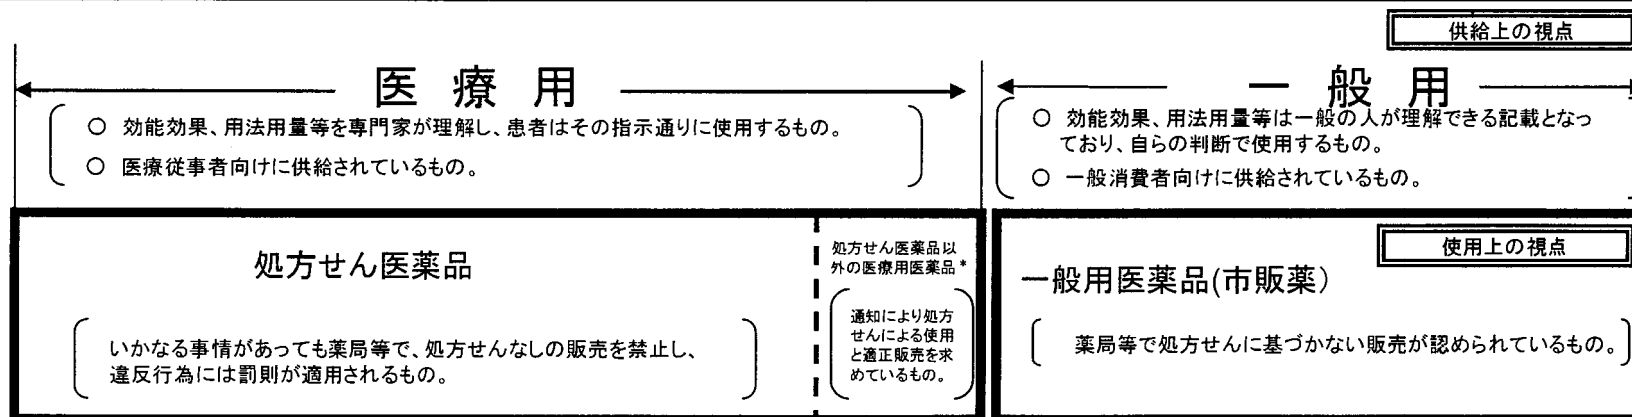 供給上の視点
医 療 用
○ 効能効果、用法用量等を専門家が理解し、患者はその指示通りに使用するもの。
○ 医療従事者向けに供給されているもの。
一 般 用
○ 効能効果、用法用量等は一般の人が理解できる記載となっ
ており、自らの判断で使用するもの。
○ 一般消費者向けに供給されているもの。
処方せん医薬品
いかなる事情があっても薬局等で、処方せんなしの販売を禁止し、
違反行為には罰則が適用されるもの。
処方せん医薬品以
外の医療用医薬品*
通知により処方
せんによる使用
と適正販売を求
めているもの。
使用上の視点
一般用医薬品(市販薬)
薬局等で処方せんに基づかない販売が認められているもの。